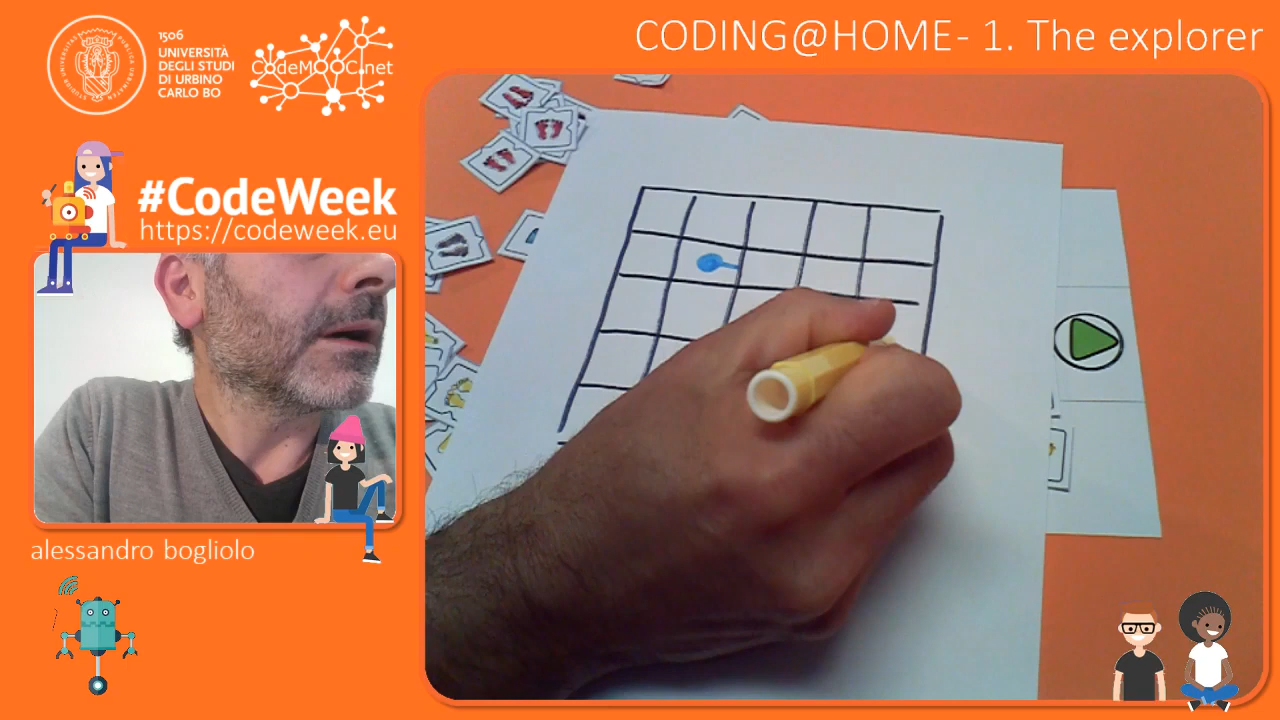 CODING@HOME - 1. The explorer
1506
UNIVERSITÀ
DEGLI STUDI
DI URBINO
CARLO BO
CodeMOOC.net
#CodeWeek
https://codeweek.eu
alessandro bogliolo